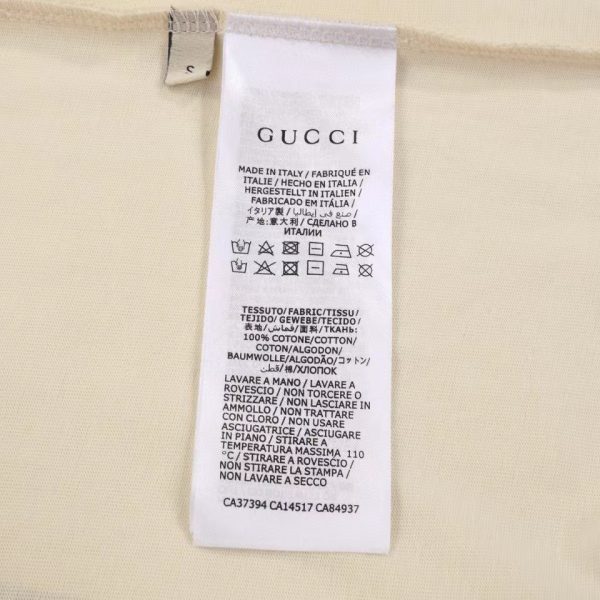 S
GUCCI
MADE IN ITALY / FABRIQUÉ EN
ITALIE / HECHO EN ITALIA /
HERGESTELLT IN ITALIEN /
FABRICADO EM ITÁLIA /
イタリア製 / صنع في إيطاليا /
产地:意大利 / СДЕЛАНО В
ИТАЛИИ
TESSUTO/ FABRIC/TISSU/
TEJIDO/ GEWEBE/TECIDO/
表地/قماش/面料/ТКАНЬ:
100% COTONE/COTTON/
COTON/ALGODON/
BAUMWOLLE/ALGODÃO/コットン/
قطن/棉/ХЛОПОК
LAVARE A MANO / LAVARE A
ROVESCIO / NON TORCERE O
STRIZZARE / NON LASCIARE IN
AMMOLLO / NON TRATTARE
CON CLORO / NON USARE
ASCIUGATRICE / ASCIUGARE
IN PIANO / STIRARE A
TEMPERATURA MASSIMA 110
°C / STIRARE A ROVESCIO /
NON STIRARE LA STAMPA /
NON LAVARE A SECCO
CA37394 CA14517 CA84937